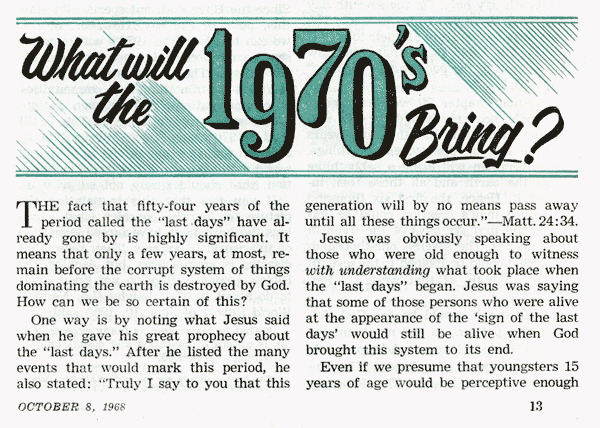 What will
the
1970's
Bring?
THE fact that fifty-four years of the
period called the “last days” have al-
ready gone by is highly significant. It
means that only a few years, at most, re-
main before the corrupt system of things
dominating the earth is destroyed by God.
How can we be so certain of this?
One way is by noting what Jesus said
when he gave his great prophecy about
the “last days.” After he listed the many
events that would mark this period, he
also stated: “Truly I say to you that this
generation will by no means pass away
until all these things occur.”—Matt. 24:34.
Jesus was obviously speaking about
those who were old enough to witness
with understanding what took place when
the “last days” began. Jesus was saying
that some of those persons who were alive
at the appearance of the ‘sign of the last
days’ would still be alive when God
brought this system to its end.
Even if we presume that youngsters 15
years of age would be perceptive enough
OCTOBER 8, 1968
13